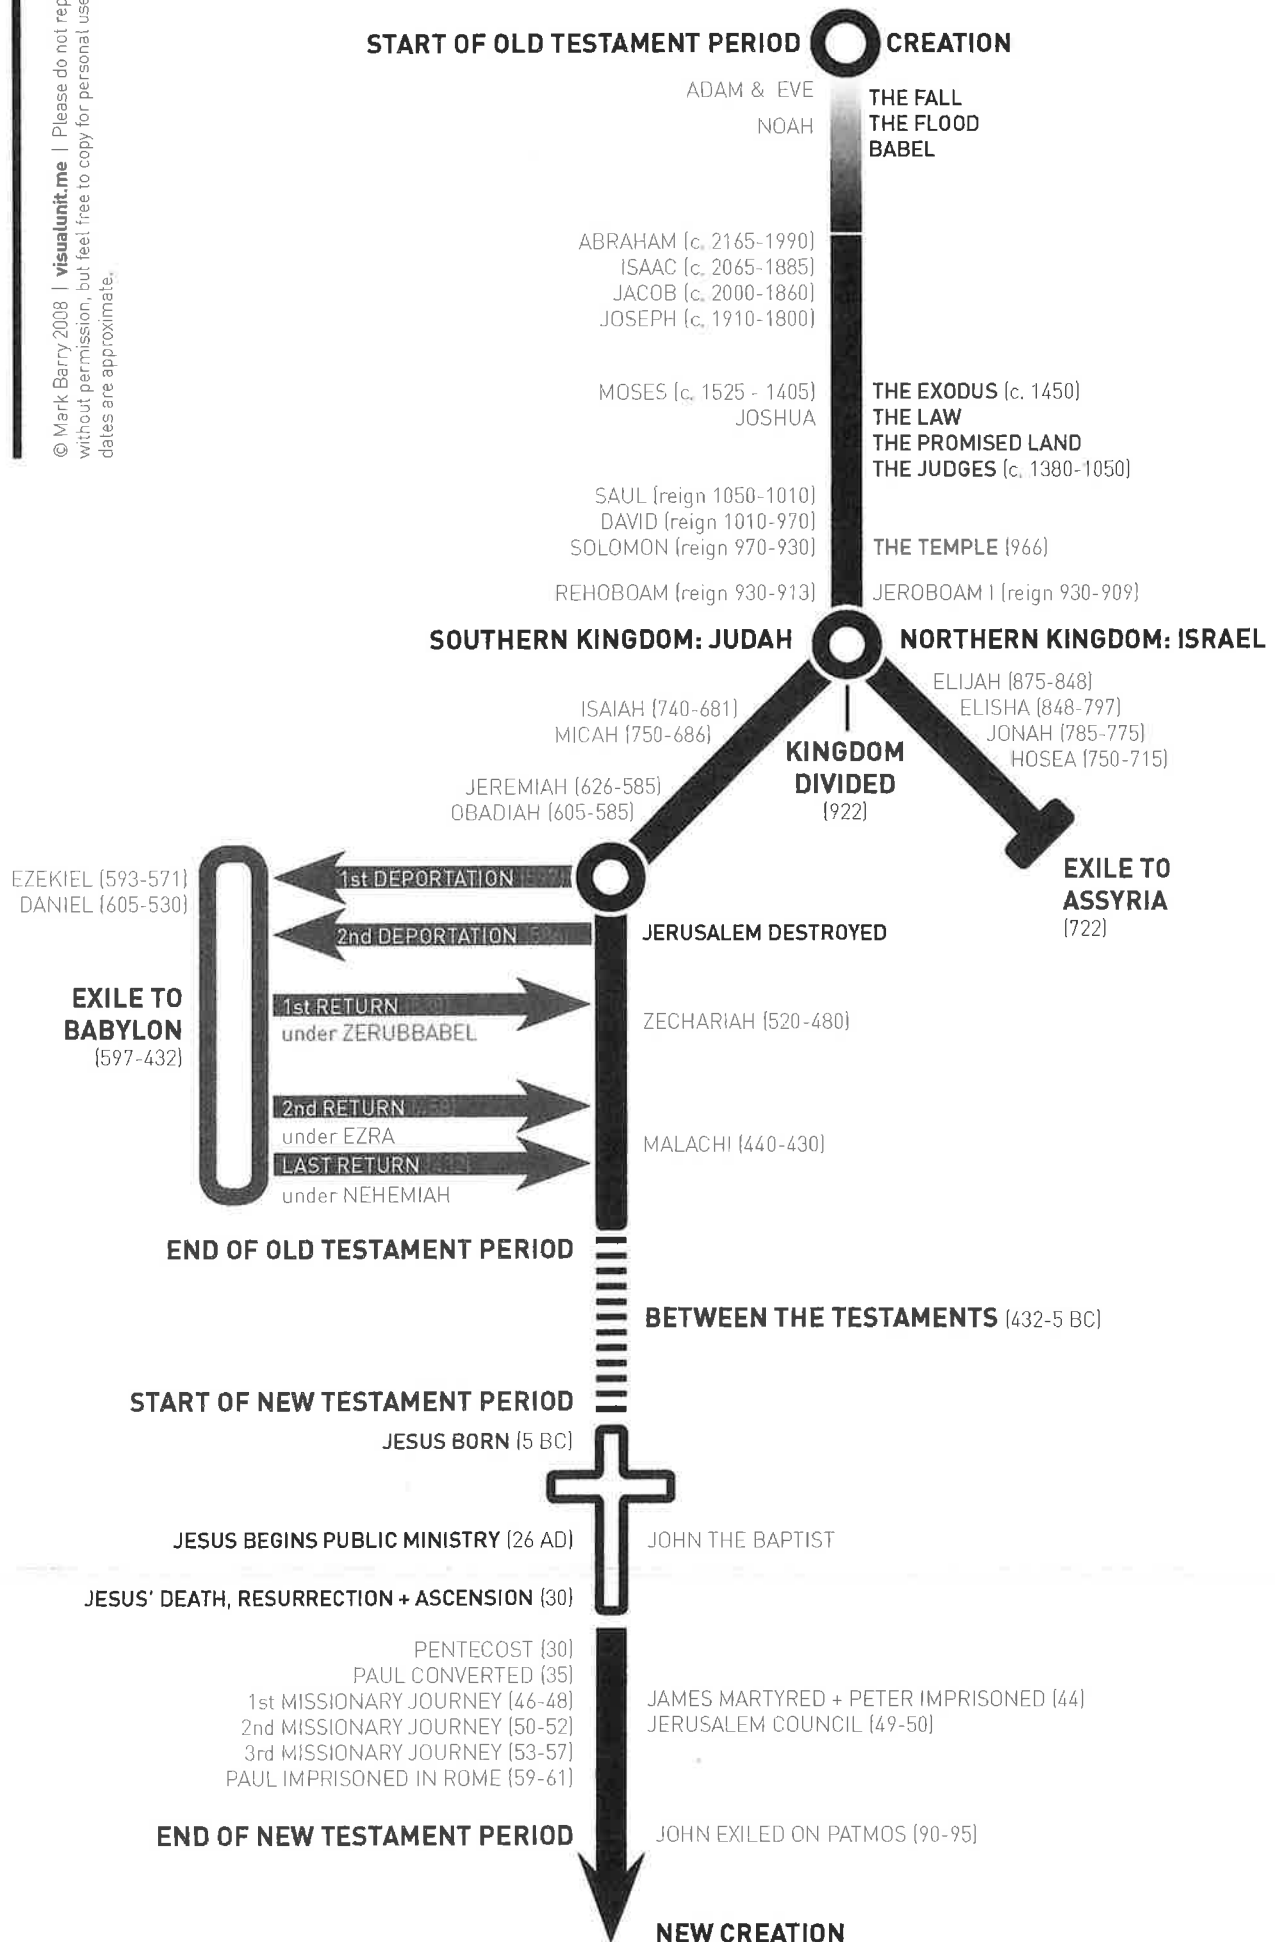 © Mark Barry 2008 | visualunit.me | Please do not rep
without permission, but feel free to copy for personal use
dates are approximate.
START OF OLD TESTAMENT PERIOD CREATION
ADAM & EVE
NOAH
THE FALL
THE FLOOD
BABEL
ABRAHAM (c. 2165-1990)
ISAAC (c. 2065-1885)
JACOB (c. 2000-1860)
JOSEPH (c. 1910-1800)
MOSES (c. 1525 - 1405)
JOSHUA
THE EXODUS (c. 1450)
THE LAW
THE PROMISED LAND
THE JUDGES (c. 1380-1050)
SAUL (reign 1050-1010)
DAVID (reign 1010-970)
SOLOMON (reign 970-930)
THE TEMPLE (966)
REHOBOAM (reign 930-913)
JEROBOAM I (reign 930-909)
SOUTHERN KINGDOM: JUDAH
NORTHERN KINGDOM: ISRAEL
ISAIAH (740-681)
MICAH (750-686)
ELIJAH (875-848)
ELISHA (848-797)
JONAH (785-775)
HOSEA (750-715)
KINGDOM
DIVIDED
(922)
JEREMIAH (626-585)
OBADIAH (605-585)
EXILE TO
ASSYRIA
(722)
EZEKIEL (593-571)
DANIEL (605-530)
1st DEPORTATION
2nd DEPORTATION
JERUSALEM DESTROYED
EXILE TO
BABYLON
(597-432)
1st RETURN
under ZERUBBABEL
ZECHARIAH (520-480)
2nd RETURN
under EZRA
MALACHI (440-430)
LAST RETURN
under NEHEMIAH
END OF OLD TESTAMENT PERIOD
BETWEEN THE TESTAMENTS (432-5 BC)
START OF NEW TESTAMENT PERIOD
JESUS BORN (5 BC)
JESUS BEGINS PUBLIC MINISTRY (26 AD)
JOHN THE BAPTIST
JESUS' DEATH, RESURRECTION + ASCENSION (30)
PENTECOST (30)
PAUL CONVERTED (35)
1st MISSIONARY JOURNEY (46-48)
2nd MISSIONARY JOURNEY (50-52)
3rd MISSIONARY JOURNEY (53-57)
PAUL IMPRISONED IN ROME (59-61)
JAMES MARTYRED + PETER IMPRISONED (44)
JERUSALEM COUNCIL (49-50)
END OF NEW TESTAMENT PERIOD
JOHN EXILED ON PATMOS (90-95)
NEW CREATION